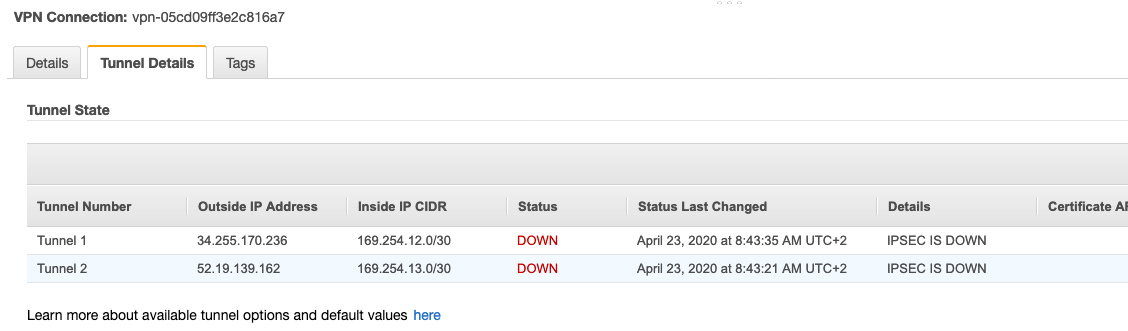 VPN Connection: vpn-05cd09ff3e2c816a7
Details Tunnel Details Tags
Tunnel State
Tunnel Number Outside IP Address Inside IP CIDR Status Status Last Changed Details Certificate
Tunnel 1 34.255.170.236 169.254.12.0/30 DOWN April 23, 2020 at 8:43:35 AM UTC+2 IPSEC IS DOWN
Tunnel 2 52.19.139.162 169.254.13.0/30 DOWN April 23, 2020 at 8:43:21 AM UTC+2 IPSEC IS DOWN
Learn more about available tunnel options and default values here